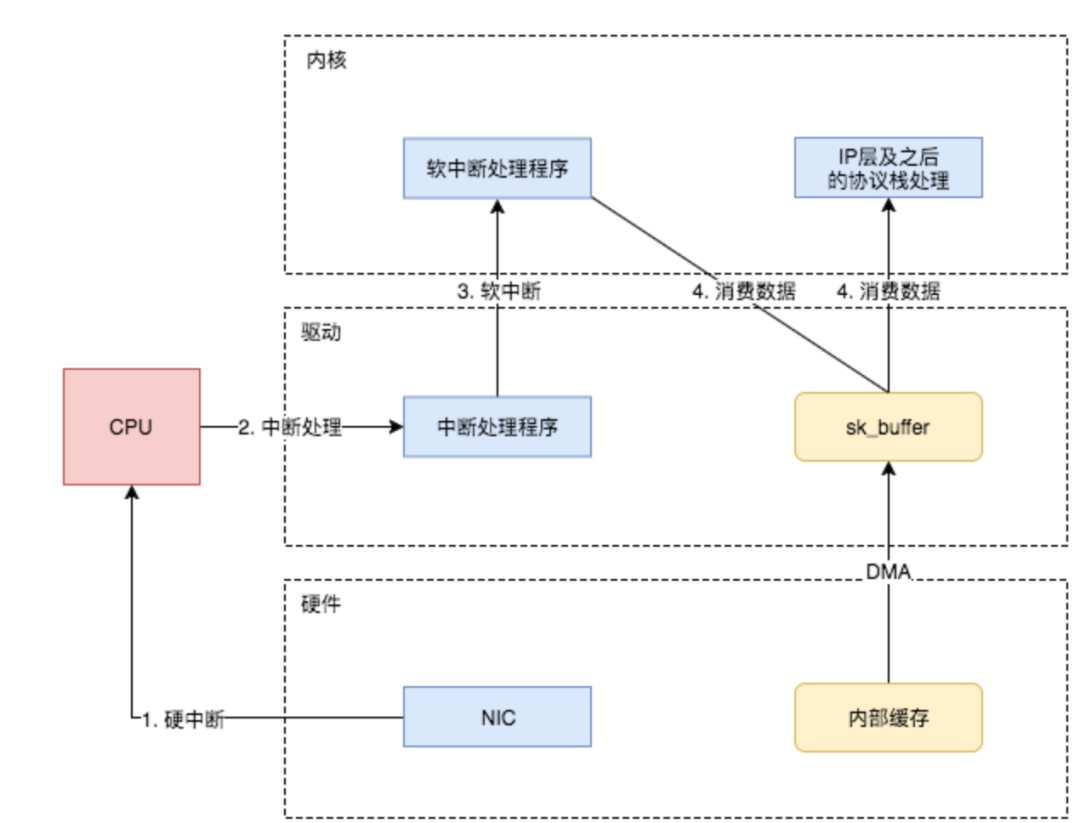 内核
软中断处理程序
IP层及之后
的协议栈处理
3. 软中断
4. 消费数据
4. 消费数据
驱动
CPU
2. 中断处理
中断处理程序
sk_buffer
DMA
硬件
1. 硬中断
NIC
内部缓存